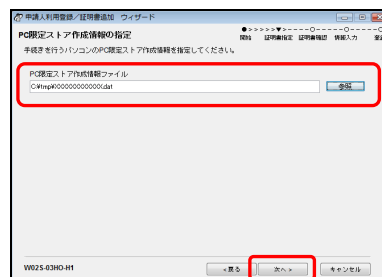 申請人利用登録/証明書追加 ウィザード
PC限定ストア作成情報の指定
開始 証明書指定 証明書確認 情報入力
手続きを行うパソコンのPC限定ストア作成情報を指定してください。
PC限定ストア作成情報ファイル
参照
W02S-03HO-H1
<戻る 次へ > キャンセル